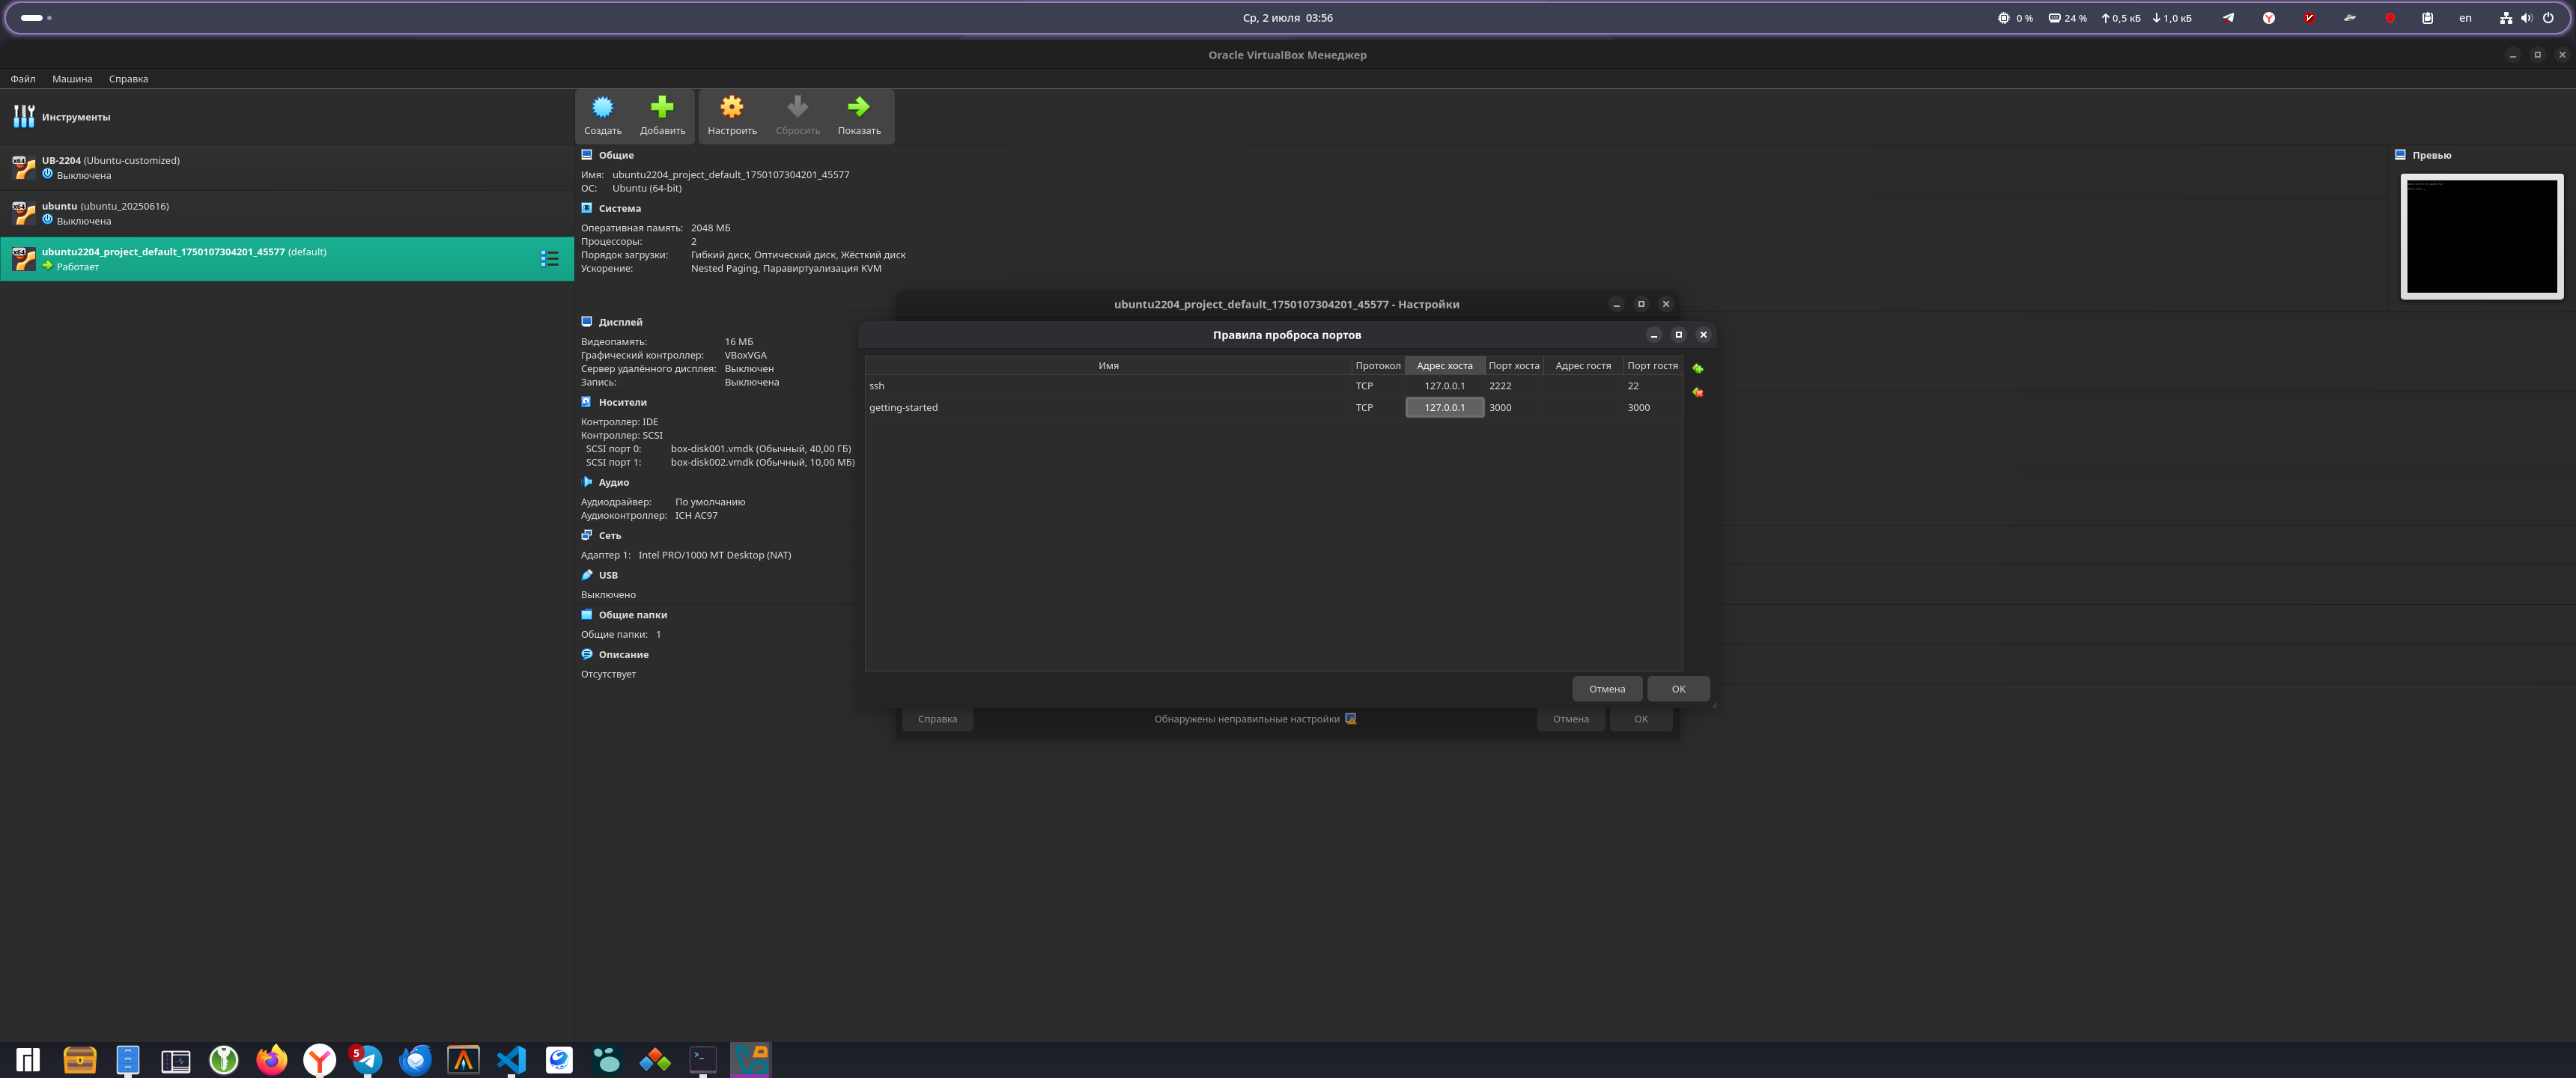 Ср, 2 июля 03:56
0 % 24 % 0,5 кБ 1,0 кБ en
Oracle VirtualBox Менеджер
Файл Машина Справка
Инструменты
Создать Добавить Настроить Сбросить Показать
UB-2204 (Ubuntu-customized)
Выключена
ubuntu (ubuntu_20250616)
Выключена
ubuntu2204_project_default_1750107304201_45577 (default)
Работает
Общие
Имя: ubuntu2204_project_default_1750107304201_45577
ОС: Ubuntu (64-bit)
Система
Оперативная память: 2048 МБ
Процессоры: 2
Порядок загрузки: Гибкий диск, Оптический диск, Жёсткий диск
Ускорение: Nested Paging, Паравиртуализация KVM
Дисплей
Видеопамять: 16 МБ
Графический контроллер: VBoxVGA
Сервер удалённого дисплея: Выключен
Запись: Выключена
Носители
Контроллер: IDE
Контроллер: SCSI
SCSI порт 0: box-disk001.vmdk (Обычный, 40,00 ГБ)
SCSI порт 1: box-disk002.vmdk (Обычный, 10,00 МБ)
Аудио
Аудиодрайвер: По умолчанию
Аудиоконтроллер: ICH AC97
Сеть
Адаптер 1: Intel PRO/1000 MT Desktop (NAT)
USB
Выключено
Общие папки
Общие папки: 1
Описание
Отсутствует
Превью
ubuntu2204_project_default_1750107304201_45577 - Настройки
Правила проброса портов
Имя Протокол Адрес хоста Порт хоста Адрес гостя Порт гостя
ssh TCP 127.0.0.1 2222 22
getting-started TCP 127.0.0.1 3000 3000
Отмена OK
Справка Обнаружены неправильные настройки Отмена OK
5